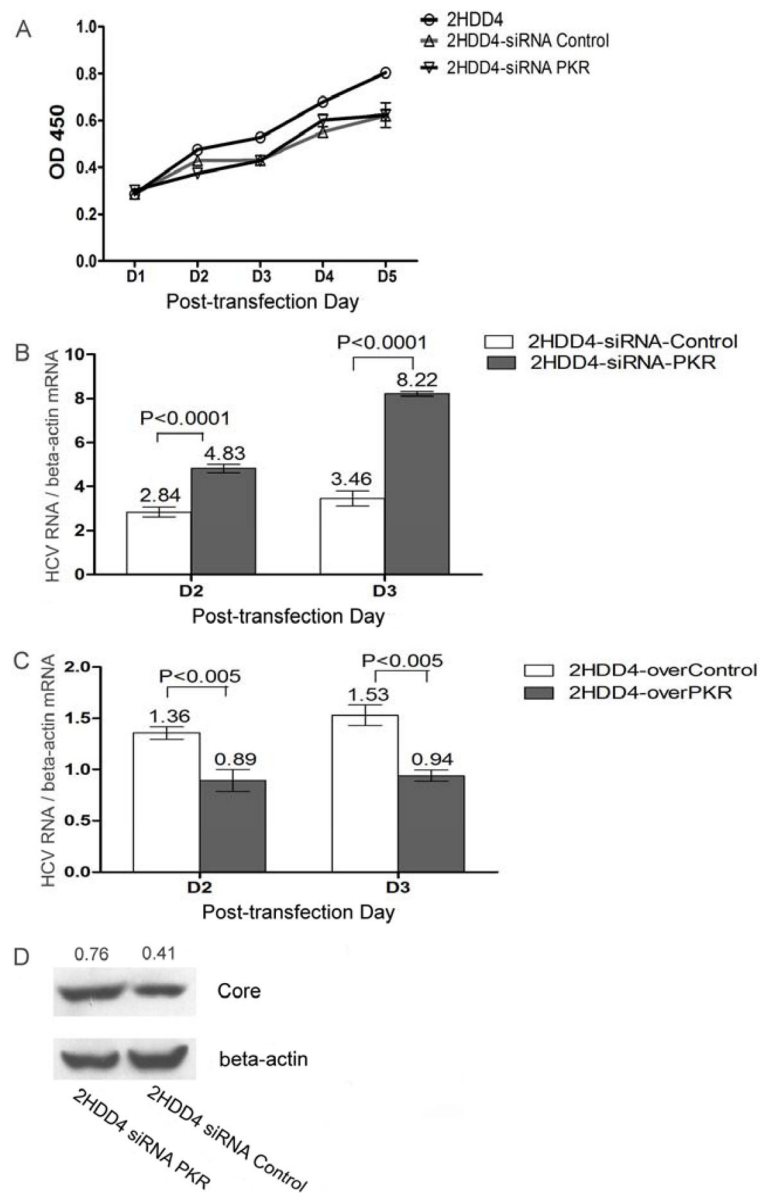 A
2HDD4
2HDD4-siRNA Control
2HDD4-siRNA PKR
OD 450
1.0
0.8
0.6
0.4
0.2
0.0
D1 D2 D3 D4 D5
Post-transfection Day
B
2HDD4-siRNA-Control
2HDD4-siRNA-PKR
HCV RNA / beta-actin mRNA
10
8
6
4
2
0
P<0.0001
P<0.0001
2.84
4.83
3.46
8.22
D2 D3
Post-transfection Day
C
2HDD4-overControl
2HDD4-overPKR
HCV RNA / beta-actin mRNA
2.0
1.5
1.0
0.5
0.0
P<0.005
P<0.005
1.36
0.89
1.53
0.94
D2 D3
Post-transfection Day
D
0.76 0.41
Core
beta-actin
2HDD4 siRNA PKR
2HDD4 siRNA Control